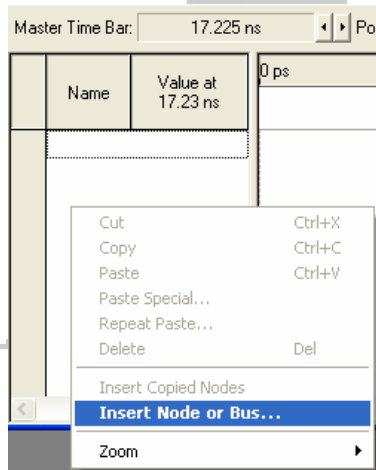 Master Time Bar: 17.225 ns Po
Name
Value at
17.23 ns
0 ps
Cut Ctrl+X
Copy Ctrl+C
Paste Ctrl+V
Paste Special...
Repeat Paste...
Delete Del
Insert Copied Nodes
Insert Node or Bus...
Zoom